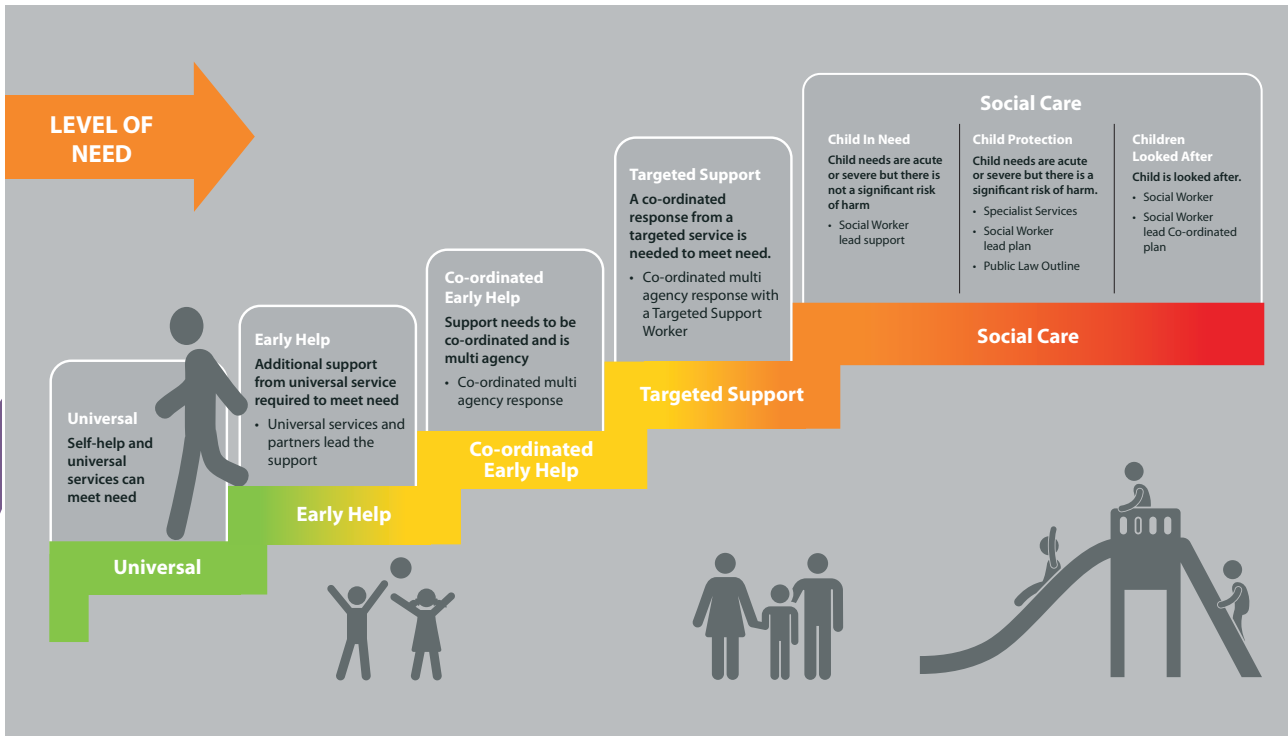 LEVEL OF
NEED
Universal
Self-help and
universal
services can
meet need
Universal
Early Help
Additional support
from universal service
required to meet need
• Universal services and
partners lead the
support
Early Help
Co-ordinated
Early Help
Support needs to be
co-ordinated and is
multi agency
• Co-ordinated multi
agency response
Co-ordinated
Early Help
Targeted Support
A co-ordinated
response from a
targeted service is
needed to meet need.
• Co-ordinated multi
agency response with
a Targeted Support
Worker
Targeted Support
Social Care
Child In Need
Child needs are acute
or severe but there is
not a significant risk
of harm
• Social Worker
lead support
Child Protection
Child needs are acute
or severe but there is a
significant risk of harm.
• Specialist Services
• Social Worker
lead plan
• Public Law Outline
Children
Looked After
Child is looked after.
• Social Worker
• Social Worker
lead Co-ordinated
plan
Social Care